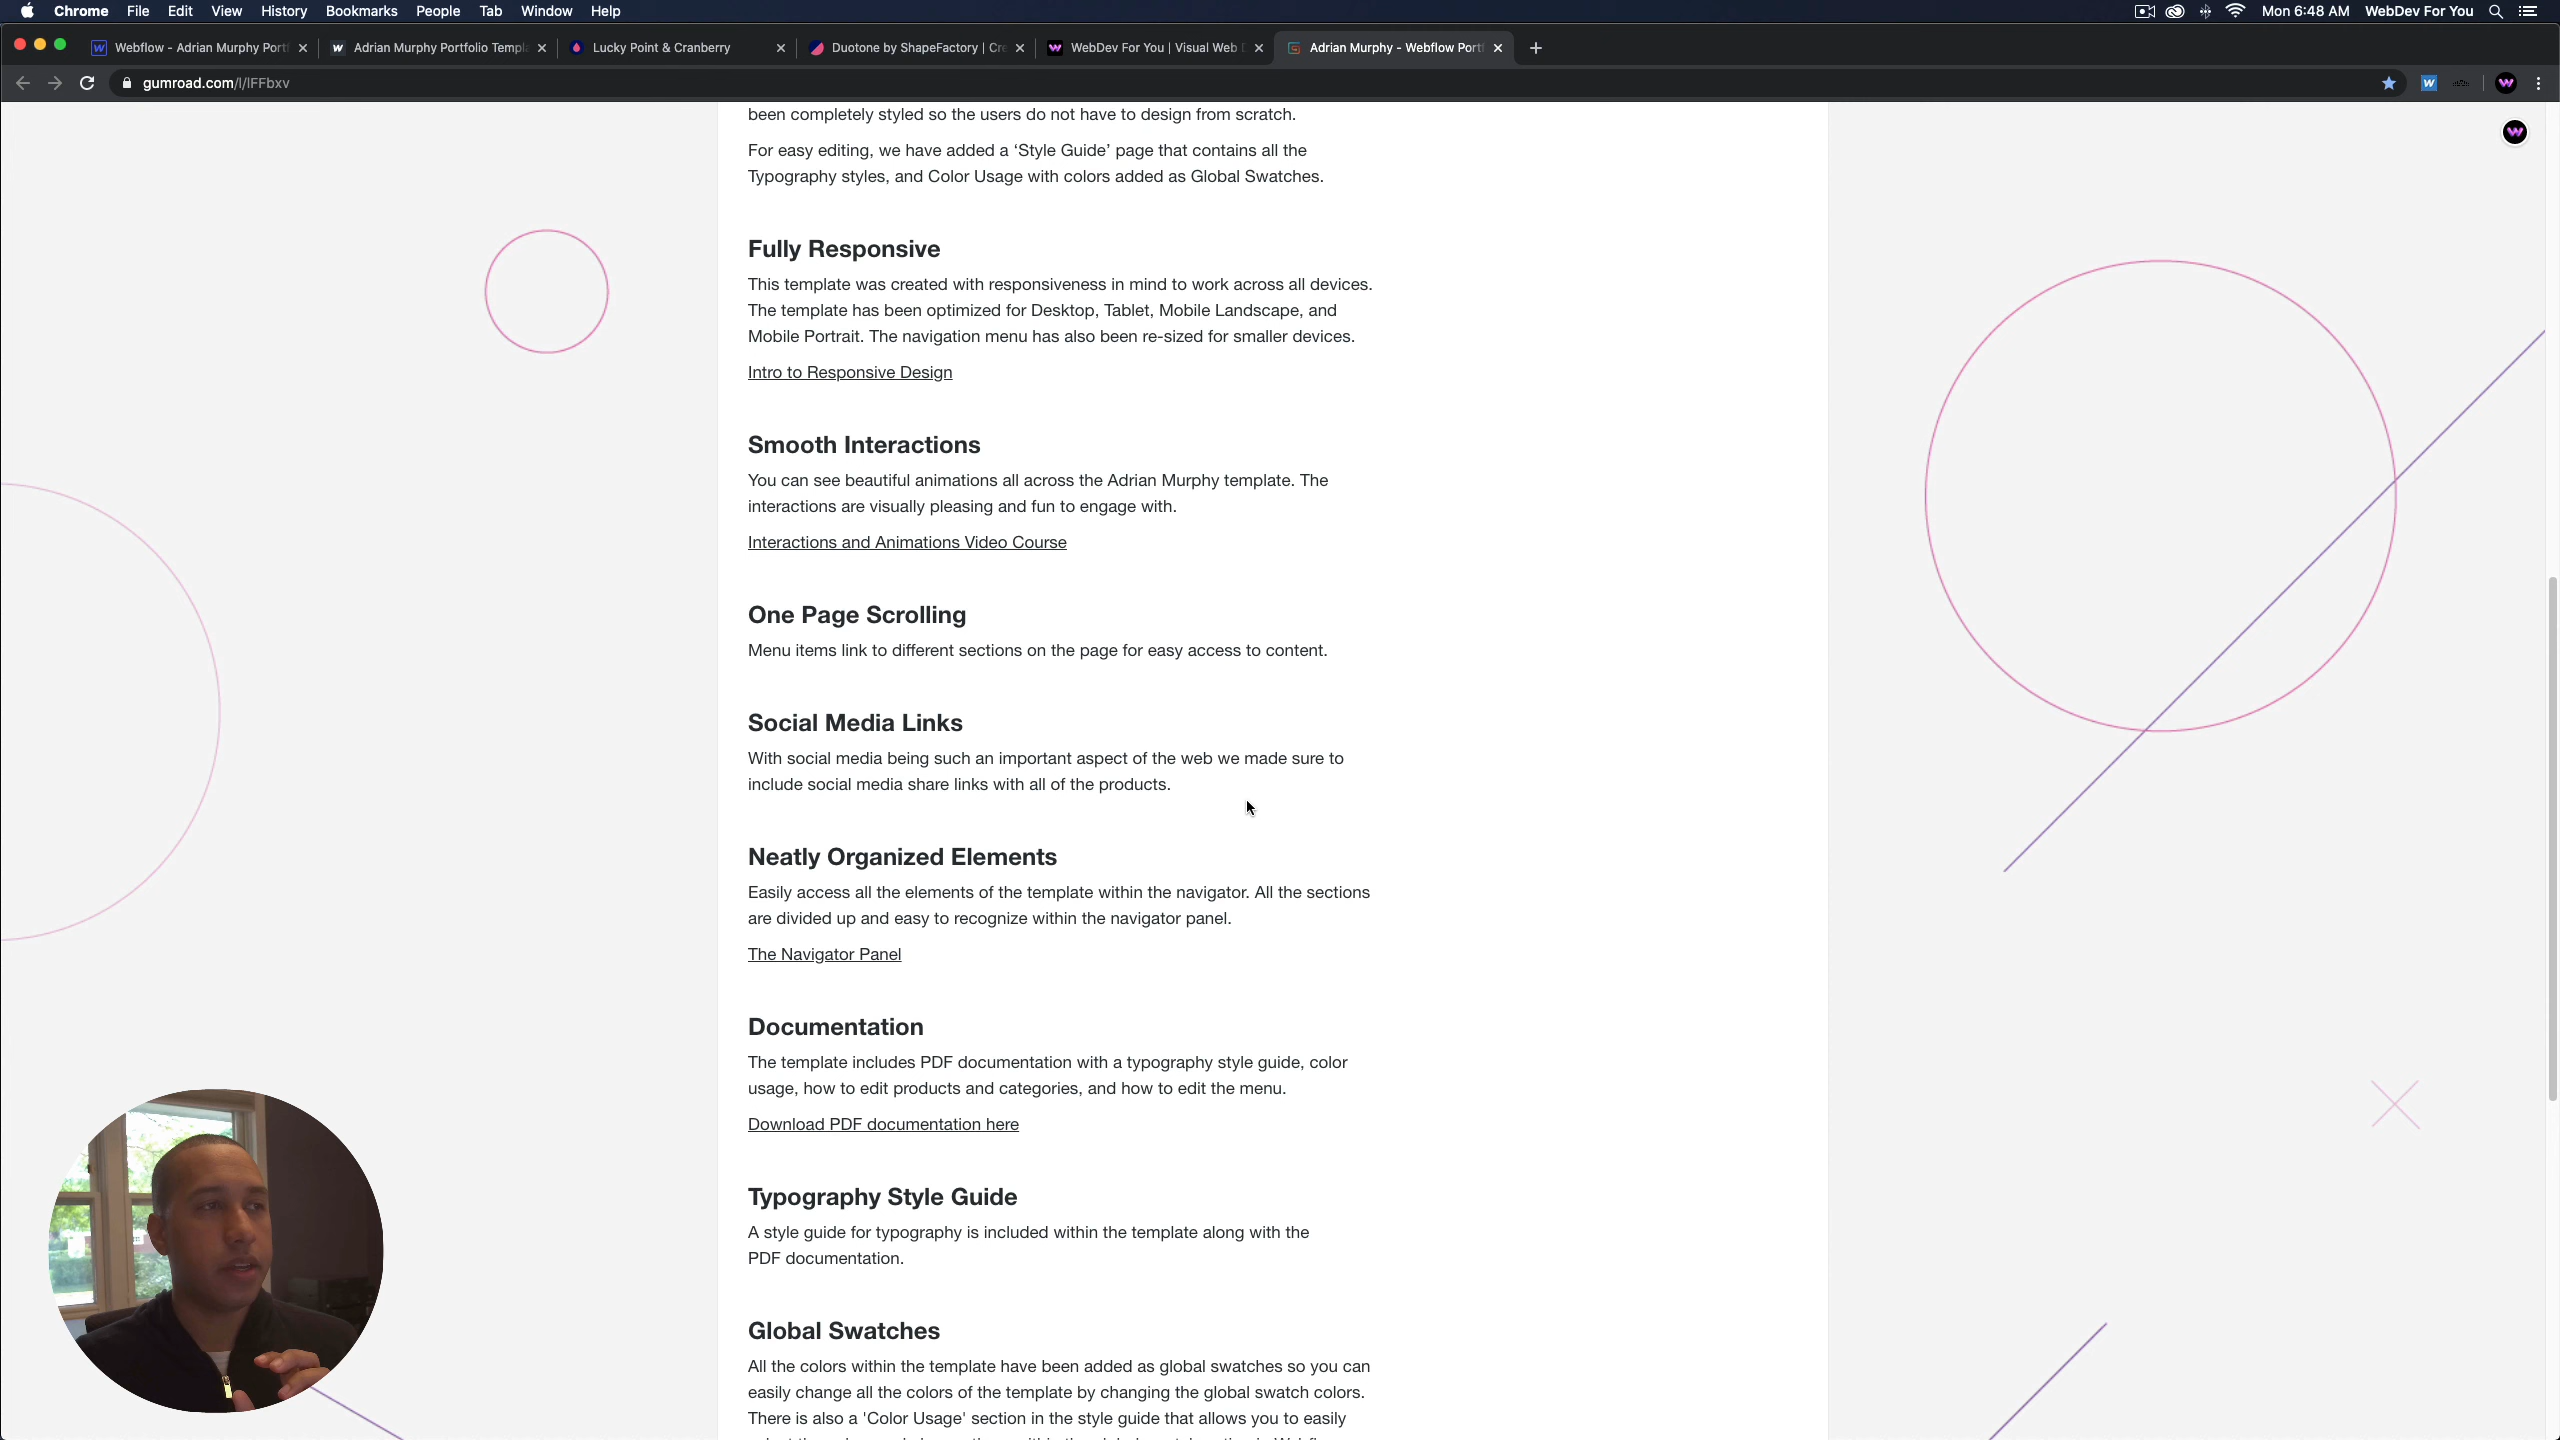 Chrome File Edit View History Bookmarks People Tab Window Help Mon 6:48 AM WebDev For You
Webflow - Adrian Murphy Portf Adrian Murphy Portfolio Templa Lucky Point & Cranberry Duotone by ShapeFactory | Cre WebDev For You | Visual Web D Adrian Murphy - Webflow Portf
gumroad.com/l/IFFbxv
been completely styled so the users do not have to design from scratch.
For easy editing, we have added a ‘Style Guide’ page that contains all the
Typography styles, and Color Usage with colors added as Global Swatches.
Fully Responsive
This template was created with responsiveness in mind to work across all devices.
The template has been optimized for Desktop, Tablet, Mobile Landscape, and
Mobile Portrait. The navigation menu has also been re-sized for smaller devices.
Intro to Responsive Design
Smooth Interactions
You can see beautiful animations all across the Adrian Murphy template. The
interactions are visually pleasing and fun to engage with.
Interactions and Animations Video Course
One Page Scrolling
Menu items link to different sections on the page for easy access to content.
Social Media Links
With social media being such an important aspect of the web we made sure to
include social media share links with all of the products.
Neatly Organized Elements
Easily access all the elements of the template within the navigator. All the sections
are divided up and easy to recognize within the navigator panel.
The Navigator Panel
Documentation
The template includes PDF documentation with a typography style guide, color
usage, how to edit products and categories, and how to edit the menu.
Download PDF documentation here
Typography Style Guide
A style guide for typography is included within the template along with the
PDF documentation.
Global Swatches
All the colors within the template have been added as global swatches so you can
easily change all the colors of the template by changing the global swatch colors.
There is also a 'Color Usage' section in the style guide that allows you to easily